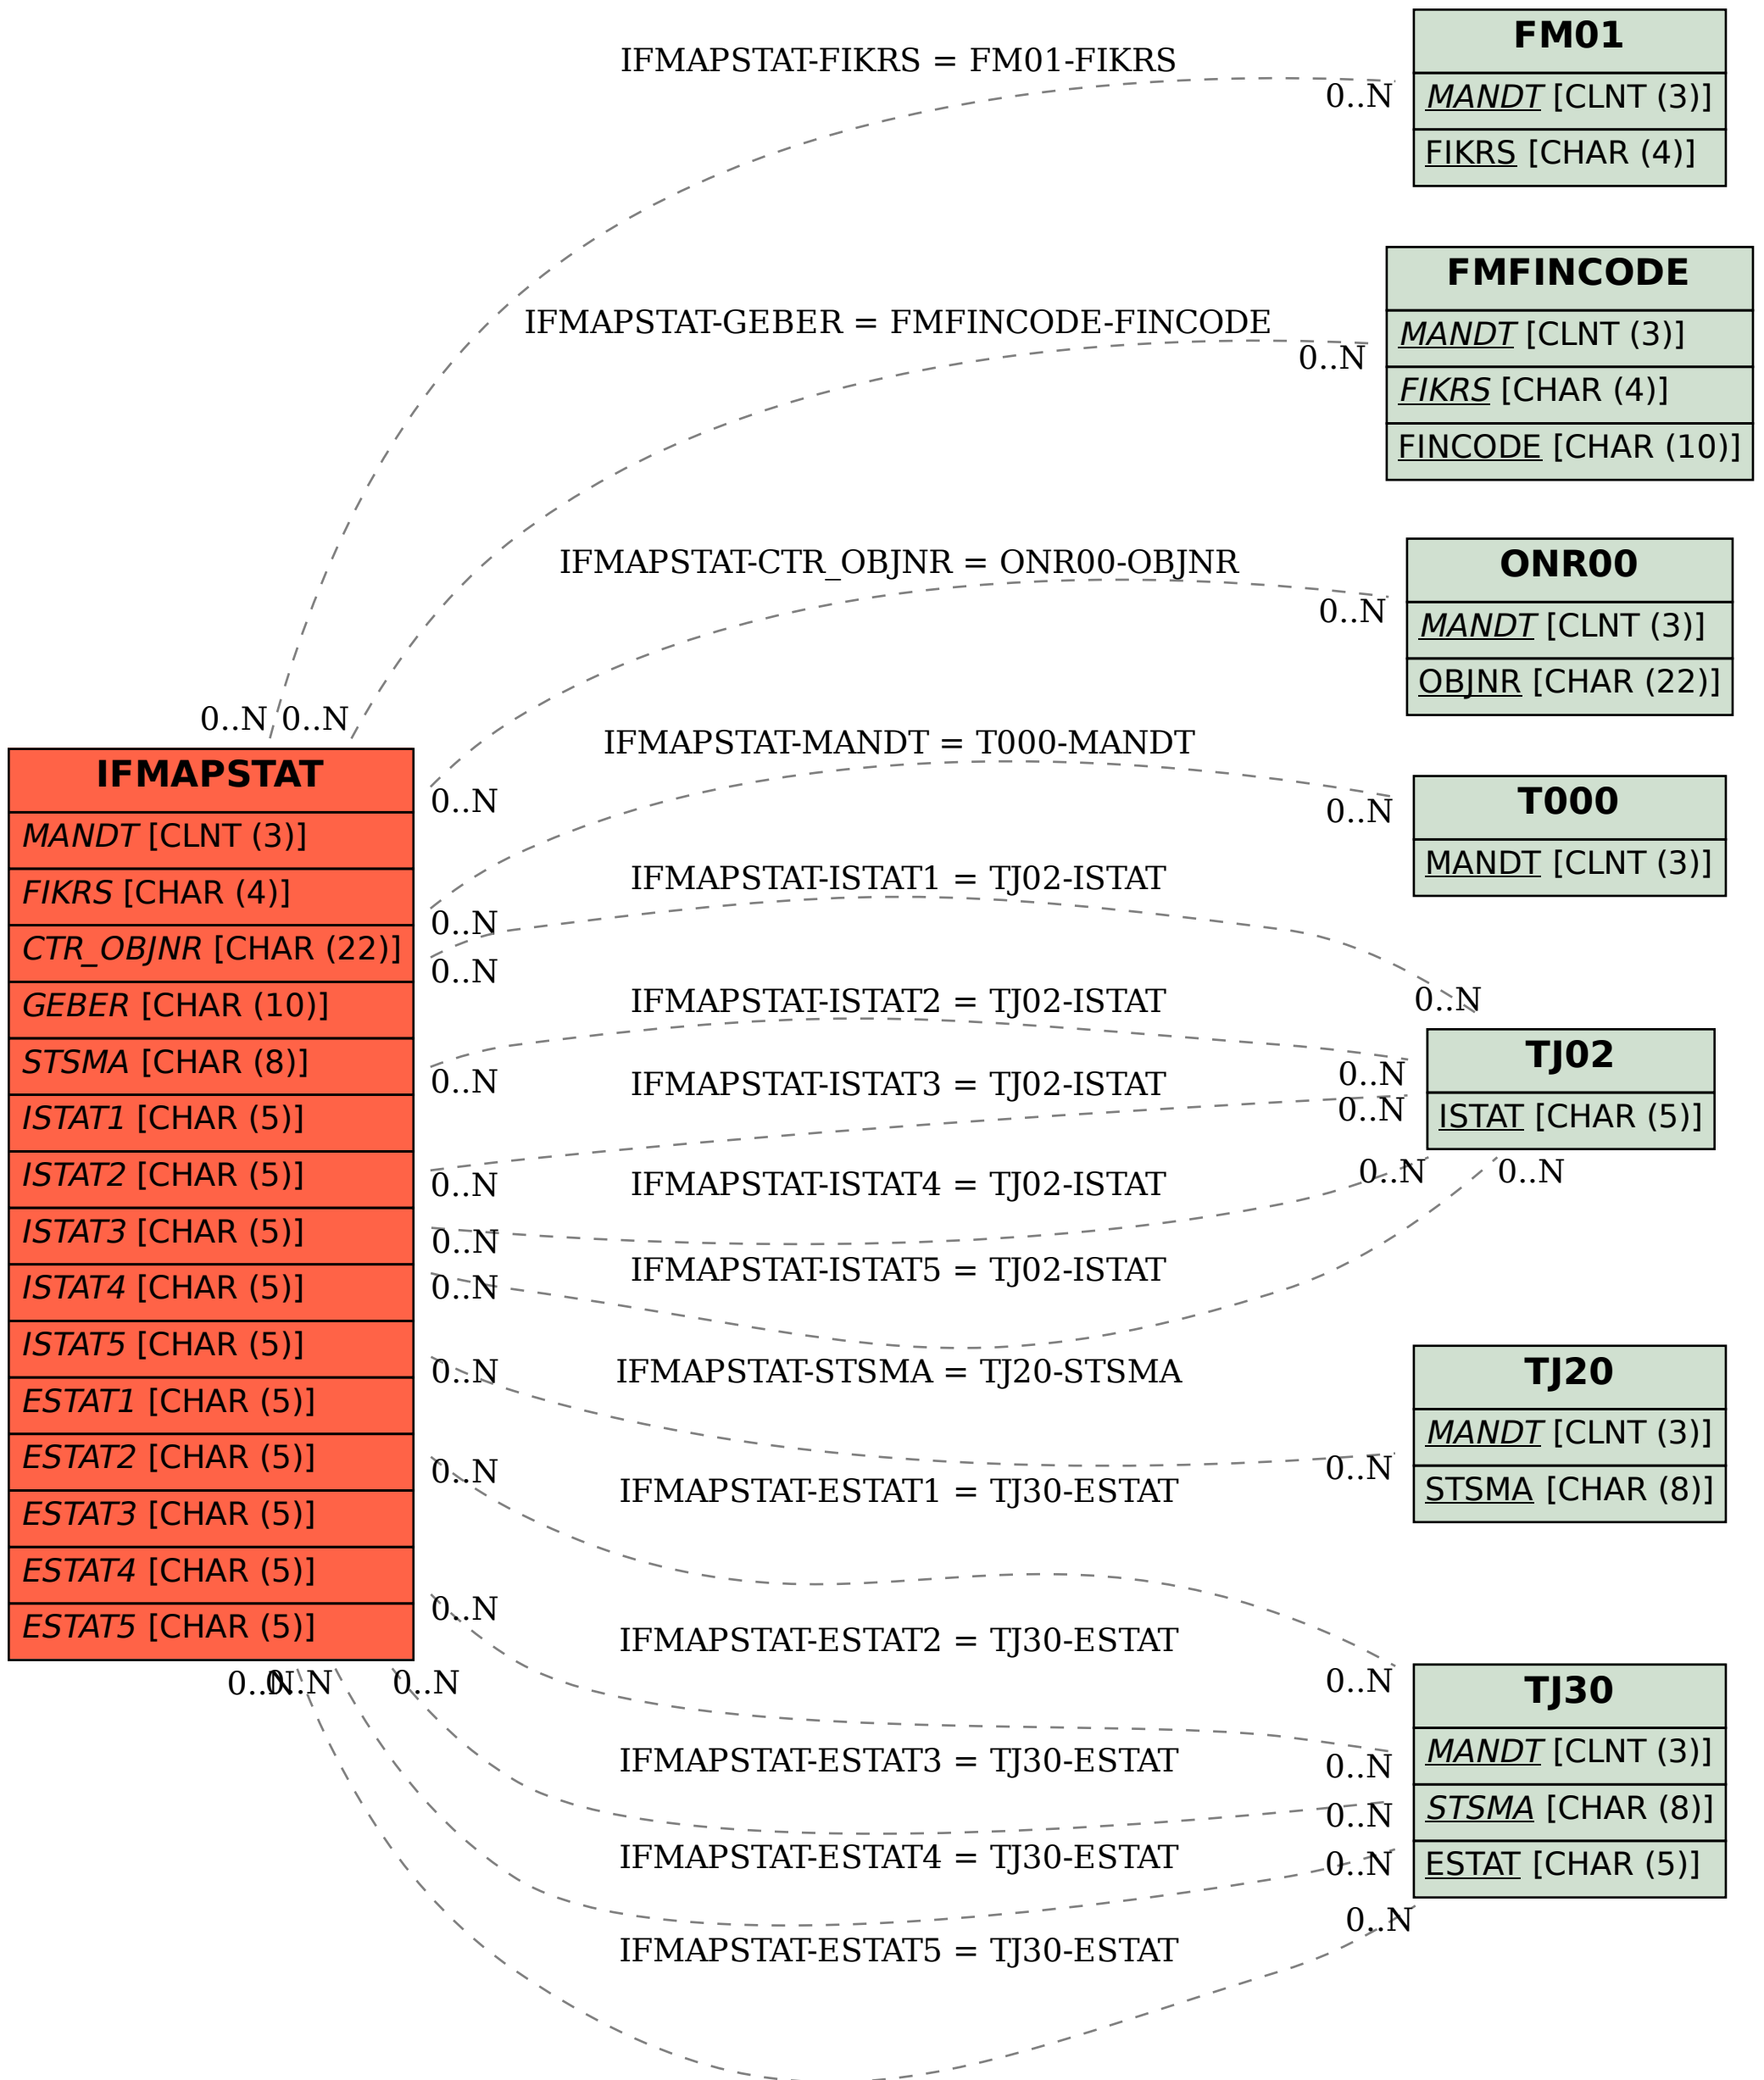 FM01
MANDT [CLNT (3)]
FIKRS [CHAR (4)]
IFMAPSTAT-FIKRS = FM01-FIKRS
0..N
FMFINCODE
MANDT [CLNT (3)]
FIKRS [CHAR (4)]
FINCODE [CHAR (10)]
IFMAPSTAT-GEBER = FMFINCODE-FINCODE
0..N
ONR00
MANDT [CLNT (3)]
OBJNR [CHAR (22)]
IFMAPSTAT-CTR_OBJNR = ONR00-OBJNR
0..N
0..N
0..N
IFMAPSTAT
MANDT [CLNT (3)]
FIKRS [CHAR (4)]
CTR_OBJNR [CHAR (22)]
GEBER [CHAR (10)]
STSMA [CHAR (8)]
ISTAT1 [CHAR (5)]
ISTAT2 [CHAR (5)]
ISTAT3 [CHAR (5)]
ISTAT4 [CHAR (5)]
ISTAT5 [CHAR (5)]
ESTAT1 [CHAR (5)]
ESTAT2 [CHAR (5)]
ESTAT3 [CHAR (5)]
ESTAT4 [CHAR (5)]
ESTAT5 [CHAR (5)]
0..N
IFMAPSTAT-MANDT = T000-MANDT
0..N
0..N
T000
MANDT [CLNT (3)]
IFMAPSTAT-ISTAT1 = TJ02-ISTAT
0..N
0..N
IFMAPSTAT-ISTAT2 = TJ02-ISTAT
0..N
0..N
IFMAPSTAT-ISTAT3 = TJ02-ISTAT
0..N
0..N
TJ02
ISTAT [CHAR (5)]
IFMAPSTAT-ISTAT4 = TJ02-ISTAT
0..N
0..N
IFMAPSTAT-ISTAT5 = TJ02-ISTAT
0..N
0..N
IFMAPSTAT-STSMA = TJ20-STSMA
0..N
0..N
TJ20
MANDT [CLNT (3)]
STSMA [CHAR (8)]
IFMAPSTAT-ESTAT1 = TJ30-ESTAT
0..N
0..N
IFMAPSTAT-ESTAT2 = TJ30-ESTAT
0..N
0..N
TJ30
MANDT [CLNT (3)]
STSMA [CHAR (8)]
ESTAT [CHAR (5)]
IFMAPSTAT-ESTAT3 = TJ30-ESTAT
0..N
0..N
IFMAPSTAT-ESTAT4 = TJ30-ESTAT
0..N
0..N
IFMAPSTAT-ESTAT5 = TJ30-ESTAT
0..N
0..N